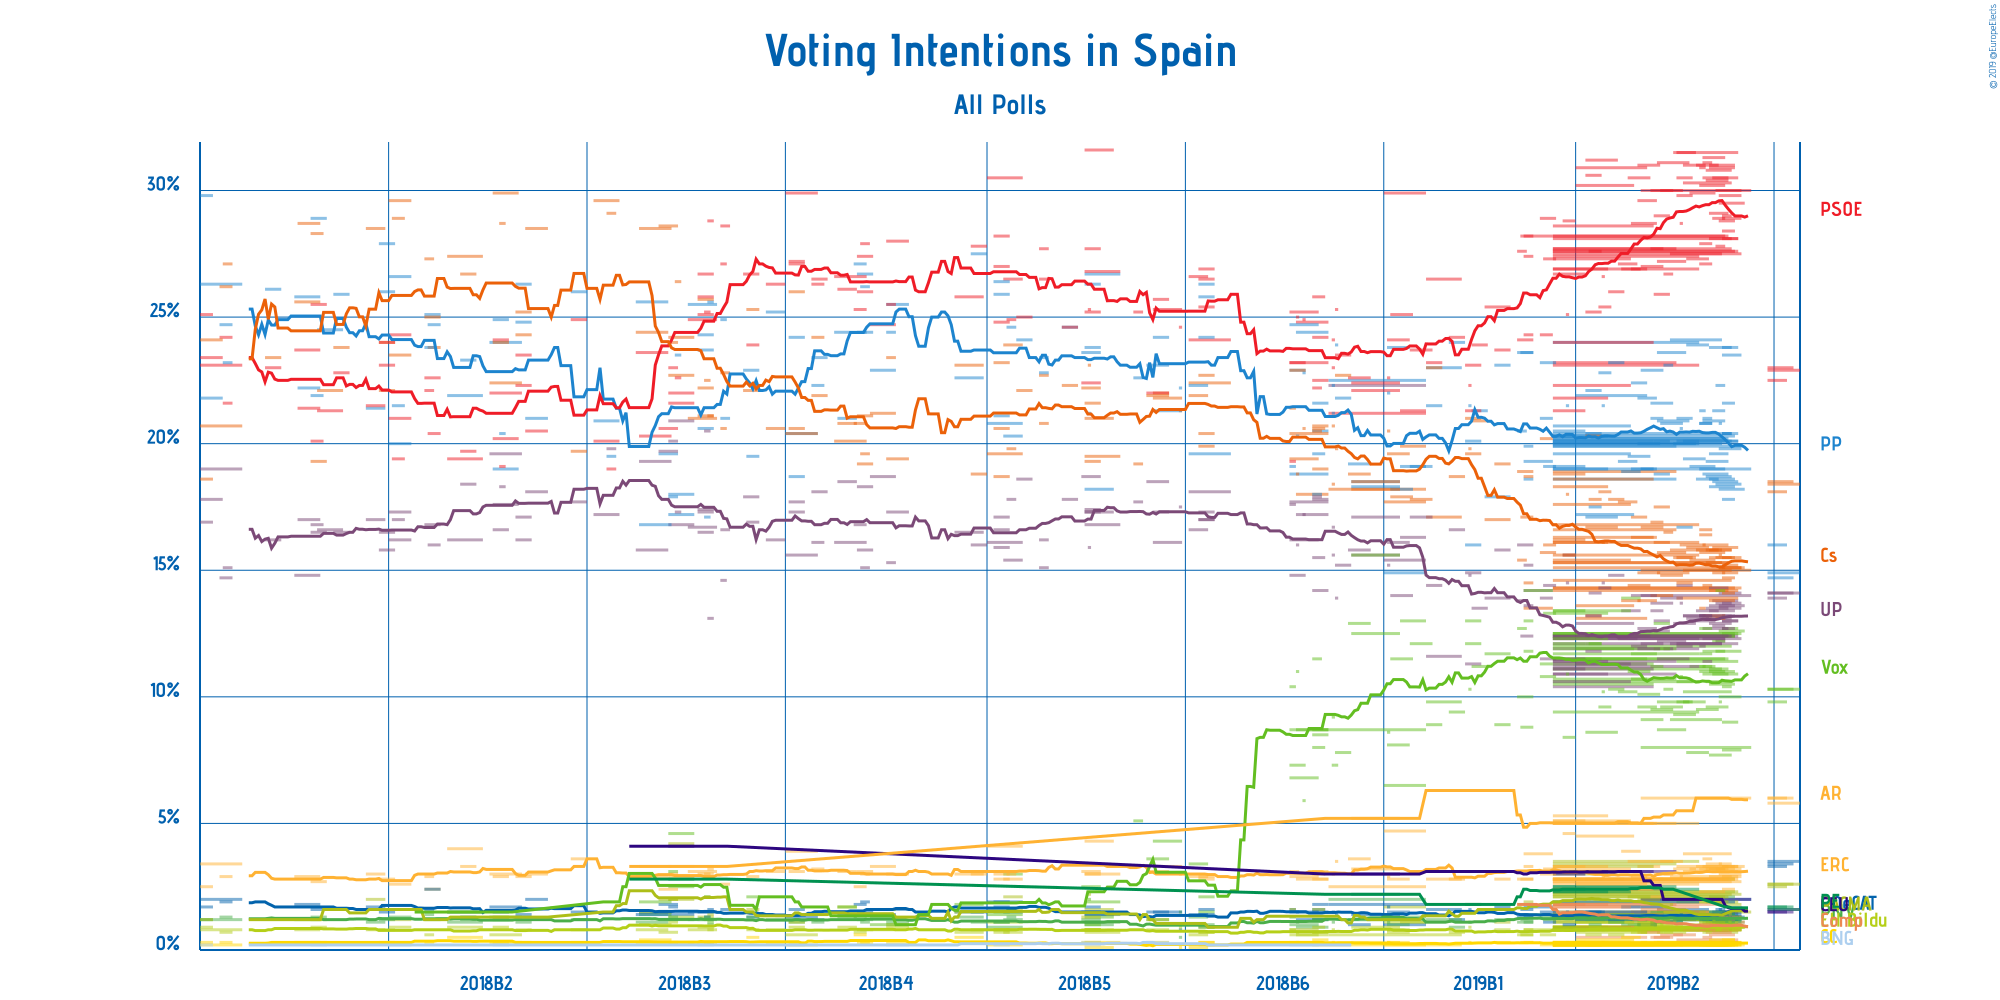 Voting Intentions in Spain
© 2019 @EuropeElects
All Polls
30%
25%
20%
15%
10%
5%
0%
PSOE
PP
Cs
UP
Vox
AR
ERC
Bildu
BNG
2018B2
2018B3
2018B4
2018B5
2018B6
2019B1
2019B2